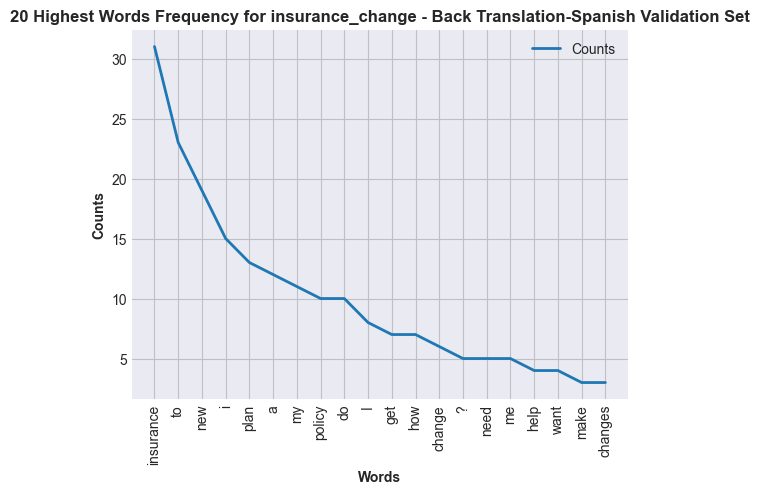 20 Highest Words Frequency for insurance_change - Back Translation-Spanish Validation Set
Counts
30
25
20
15
10
5
Counts
insurance
to
new
i
plan
a
my
policy
do
I
get
how
change
?
need
me
help
want
make
changes
Words